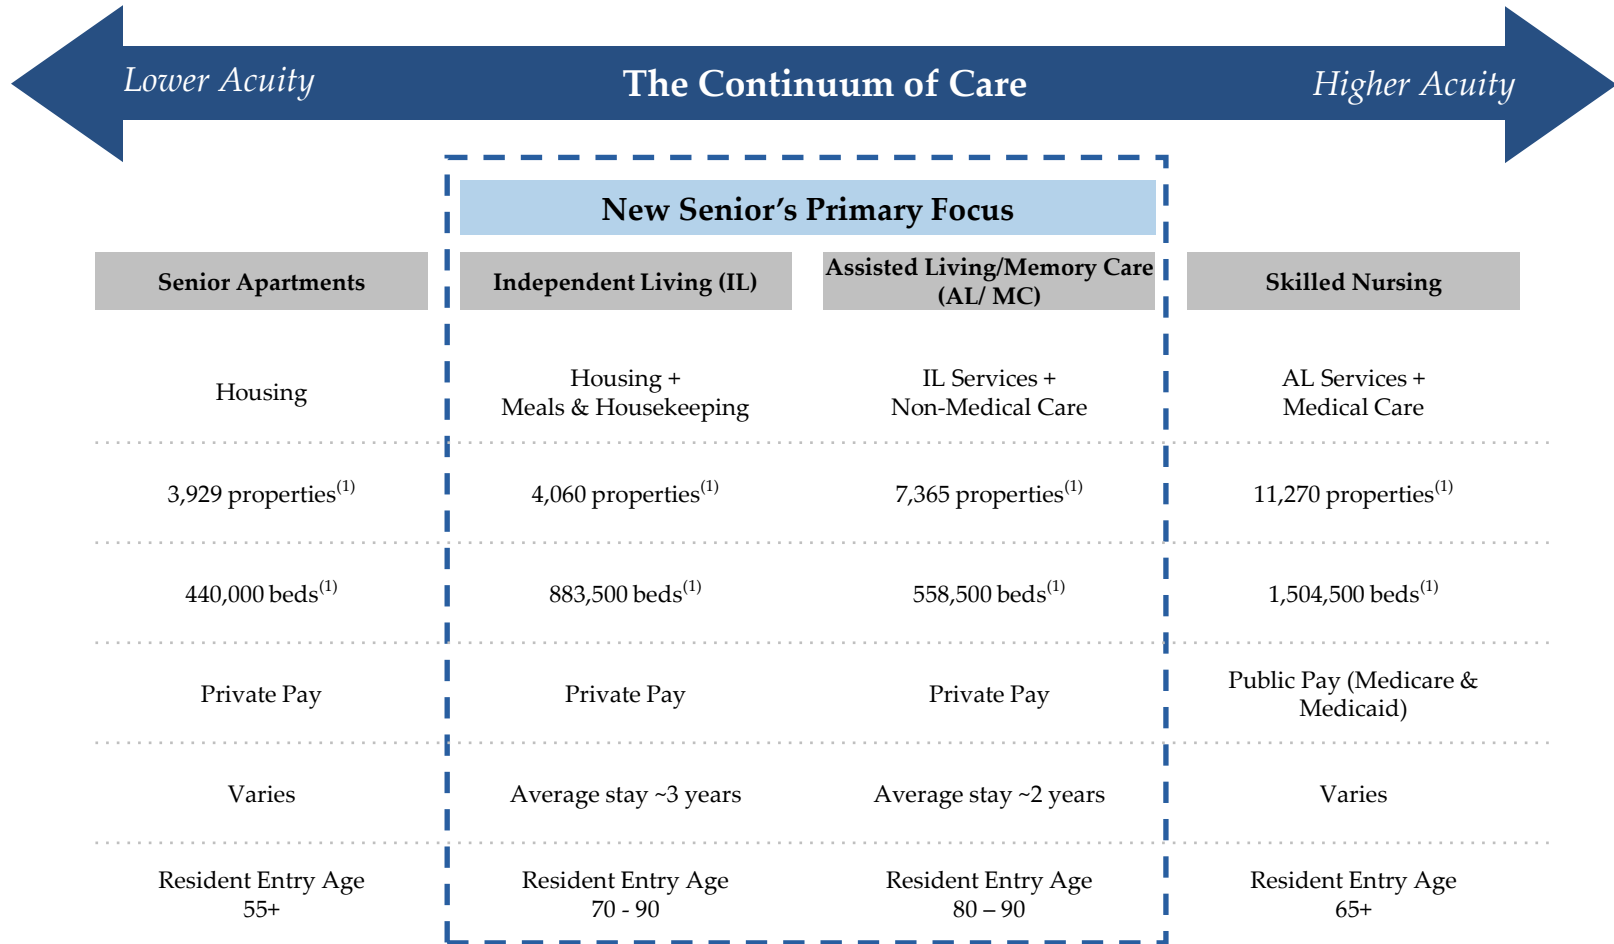 Lower Acuity
The Continuum of Care
Higher Acuity
New Senior’s Primary Focus
Senior Apartments
Independent Living (IL)
Assisted Living/Memory Care
(AL/ MC)
Skilled Nursing
Housing
Housing +
Meals & Housekeeping
IL Services +
Non-Medical Care
AL Services +
Medical Care
3,929 properties(1)
4,060 properties(1)
7,365 properties(1)
11,270 properties(1)
440,000 beds(1)
883,500 beds(1)
558,500 beds(1)
1,504,500 beds(1)
Private Pay
Private Pay
Private Pay
Public Pay (Medicare &
Medicaid)
Varies
Average stay ~3 years
Average stay ~2 years
Varies
Resident Entry Age
55+
Resident Entry Age
70 - 90
Resident Entry Age
80 – 90
Resident Entry Age
65+